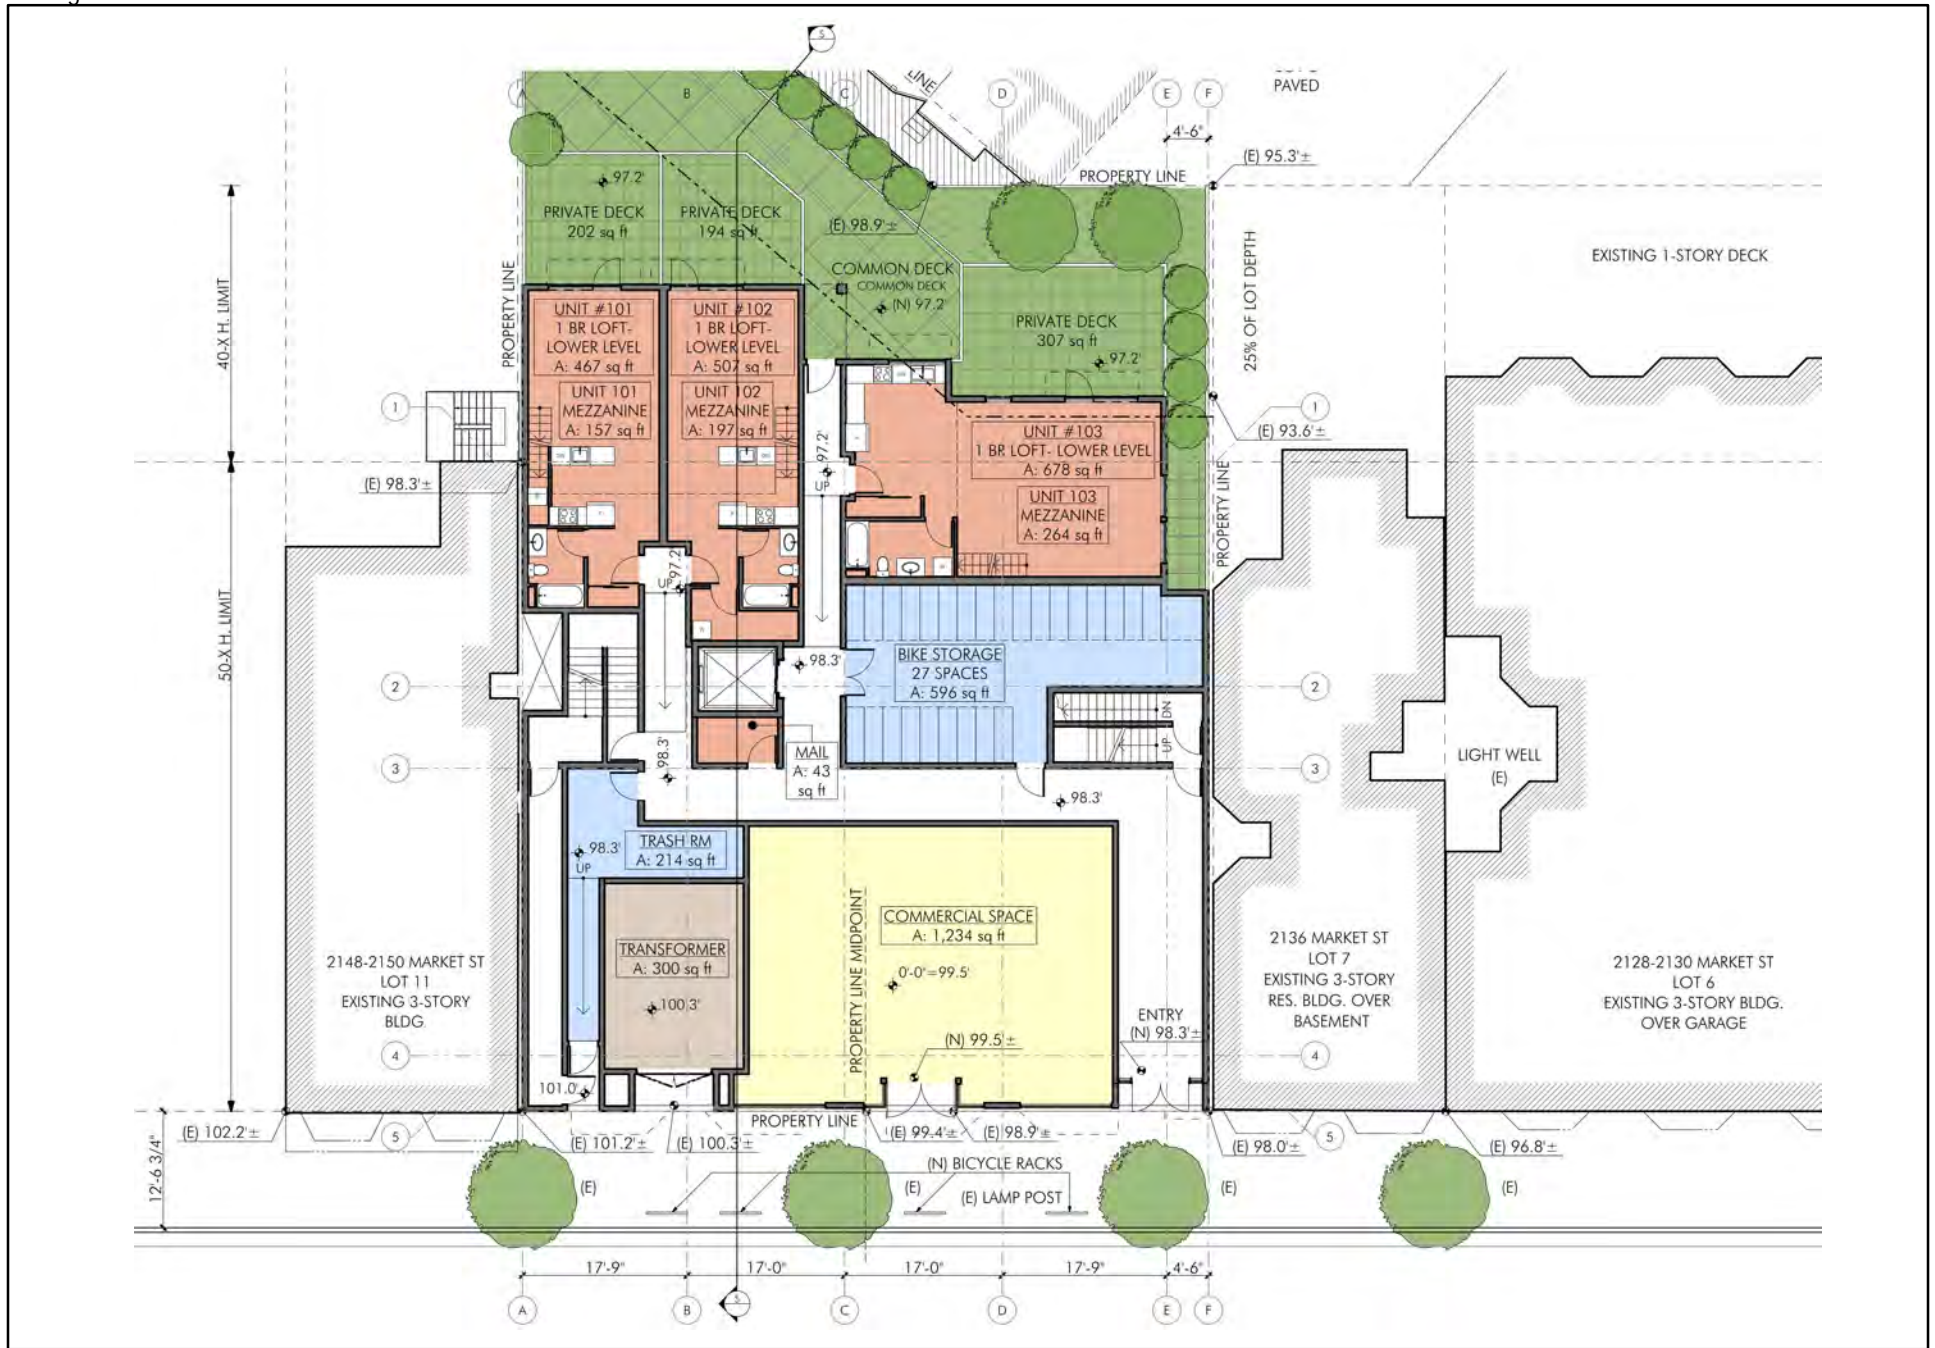 S
LINE
PAVED
A
B
C
D
E
F
4'-6"
(E) 95.3'±
PROPERTY LINE
97.2'
PRIVATE DECK
202 sq ft
PRIVATE DECK
194 sq ft
(E) 98.9'±
COMMON DECK
COMMON DECK
(N) 97.2'
PRIVATE DECK
307 sq ft
97.2'
25% OF LOT DEPTH
EXISTING 1-STORY DECK
40-X H. LIMIT
PROPERTY LINE
UNIT #101
1 BR LOFT-
LOWER LEVEL
A: 467 sq ft
UNIT 101
MEZZANINE
A: 157 sq ft
UNIT #102
1 BR LOFT-
LOWER LEVEL
A: 507 sq ft
UNIT 102
MEZZANINE
A: 197 sq ft
1
1
(E) 93.6'±
UNIT #103
1 BR LOFT- LOWER LEVEL
A: 678 sq ft
UNIT 103
MEZZANINE
A: 264 sq ft
97.2'
UP
(E) 98.3'±
PROPERTY LINE
50-X H. LIMIT
97.2'
UP
98.3'
BIKE STORAGE
27 SPACES
A: 596 sq ft
2
2
DN
UP
MAIL
A: 43
sq ft
98.3'
3
3
LIGHT WELL
(E)
98.3'
TRASH RM
A: 214 sq ft
98.3'
UP
TRANSFORMER
A: 300 sq ft
100.3'
PROPERTY LINE MIDPOINT
COMMERCIAL SPACE
A: 1,234 sq ft
0'-0"=99.5'
(N) 99.5'±
ENTRY
(N) 98.3'±
2148-2150 MARKET ST
LOT 11
EXISTING 3-STORY
BLDG
2136 MARKET ST
LOT 7
EXISTING 3-STORY
RES. BLDG. OVER
BASEMENT
2128-2130 MARKET ST
LOT 6
EXISTING 3-STORY BLDG.
OVER GARAGE
4
4
101.0'
PROPERTY LINE
(E) 102.2'±
5
(E) 101.2'±
(E) 100.3'±
(E) 99.4'±
(E) 98.9'±
(E) 98.0'±
5
(E) 96.8'±
12'-6 3/4"
(N) BICYCLE RACKS
(E)
(E)
(E) LAMP POST
(E)
(E)
17'-9"
17'-0"
17'-0"
17'-9"
4'-6"
A
B
S
C
D
E
F